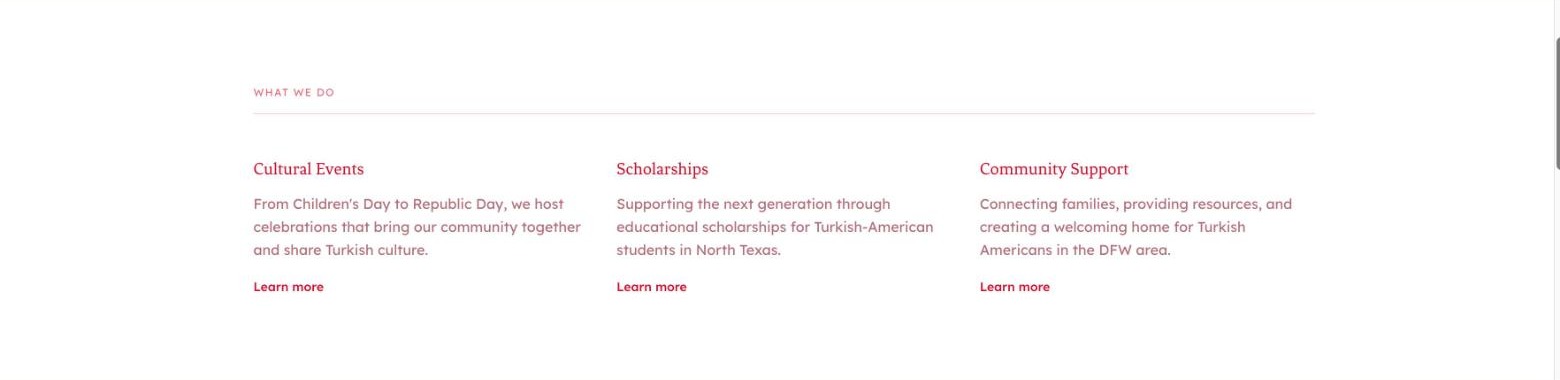 WHAT WE DO
Cultural Events
From Children's Day to Republic Day, we host
celebrations that bring our community together
and share Turkish culture.
Learn more
Scholarships
Supporting the next generation through
educational scholarships for Turkish-American
students in North Texas.
Learn more
Community Support
Connecting families, providing resources, and
creating a welcoming home for Turkish
Americans in the DFW area.
Learn more